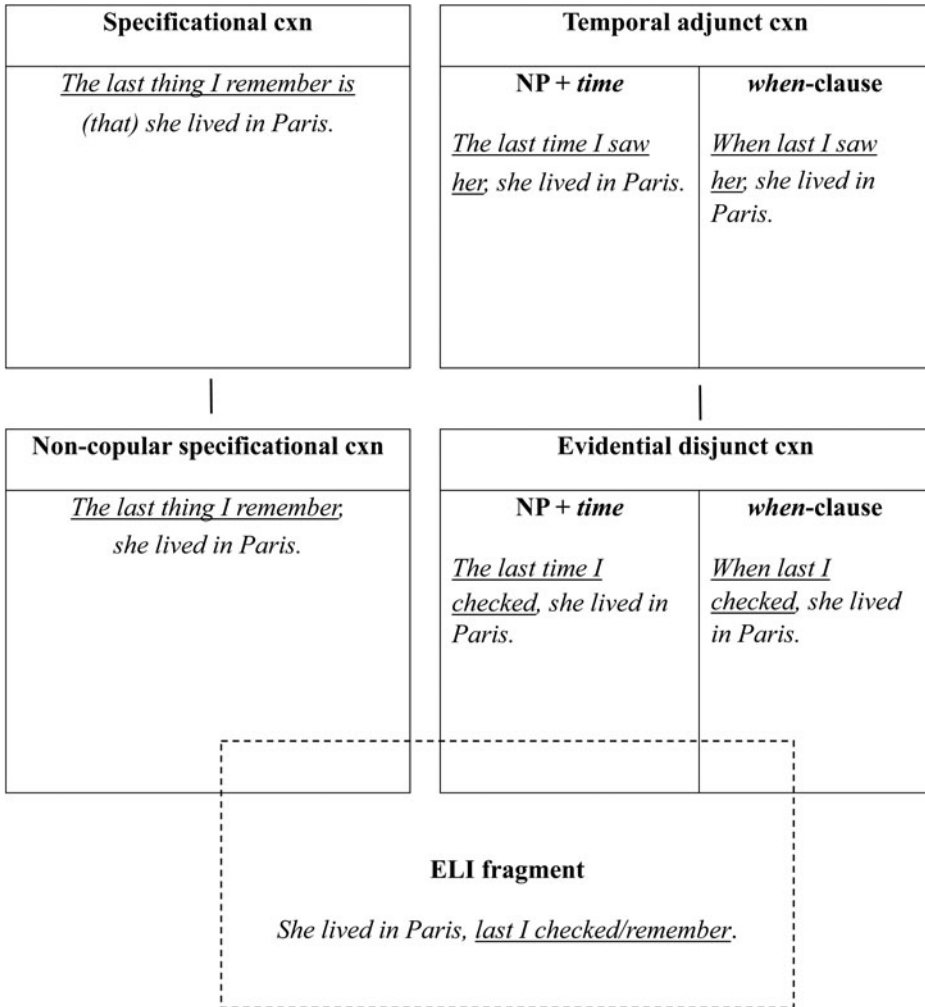 Specificational cxn
The last thing I remember is
(that) she lived in Paris.
Temporal adjunct cxn
NP + time
The last time I saw
her, she lived in Paris.
when-clause
When last I saw
her, she lived in
Paris.
Non-copular specificational cxn
The last thing I remember,
she lived in Paris.
Evidential disjunct cxn
NP + time
The last time I
checked, she lived in
Paris.
when-clause
When last I
checked, she lived
in Paris.
ELI fragment
She lived in Paris, last I checked/remember.